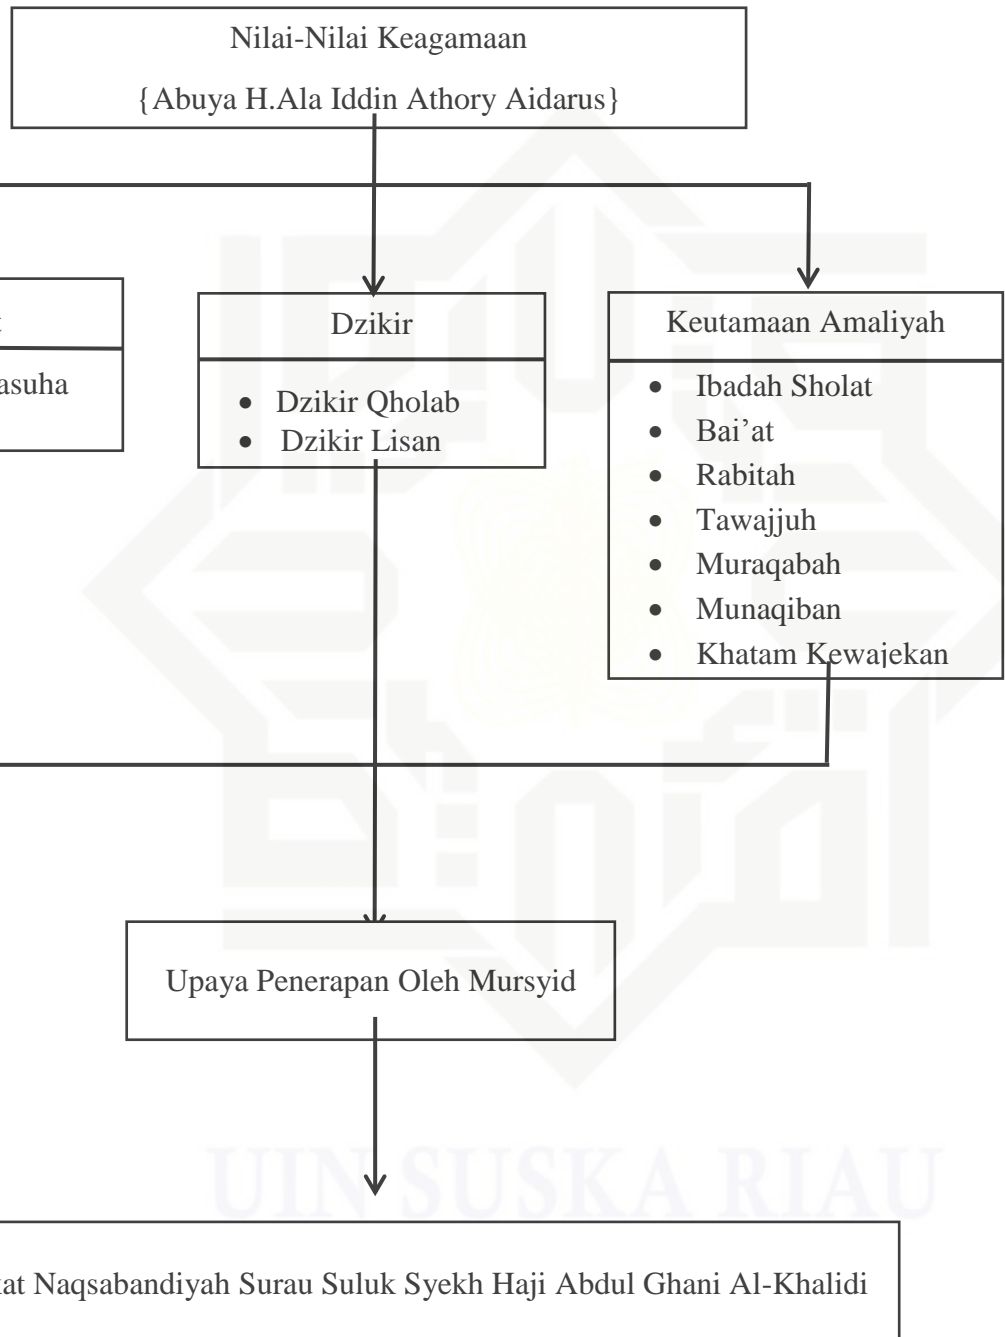 Nilai-Nilai Keagamaan
{Abuya H.Ala Iddin Athory Aidarus}
asuha
Dzikir
• Dzikir Qholab
• Dzikir Lisan
Keutamaan Amaliyah
• Ibadah Sholat
• Bai’at
• Rabitah
• Tawajjuh
• Muraqabah
• Munaqiban
• Khatam Kewajekan
Upaya Penerapan Oleh Mursyid
UIN SUSKA RIAU
kat Naqsabandiyah Surau Suluk Syekh Haji Abdul Ghani Al-Khalidi